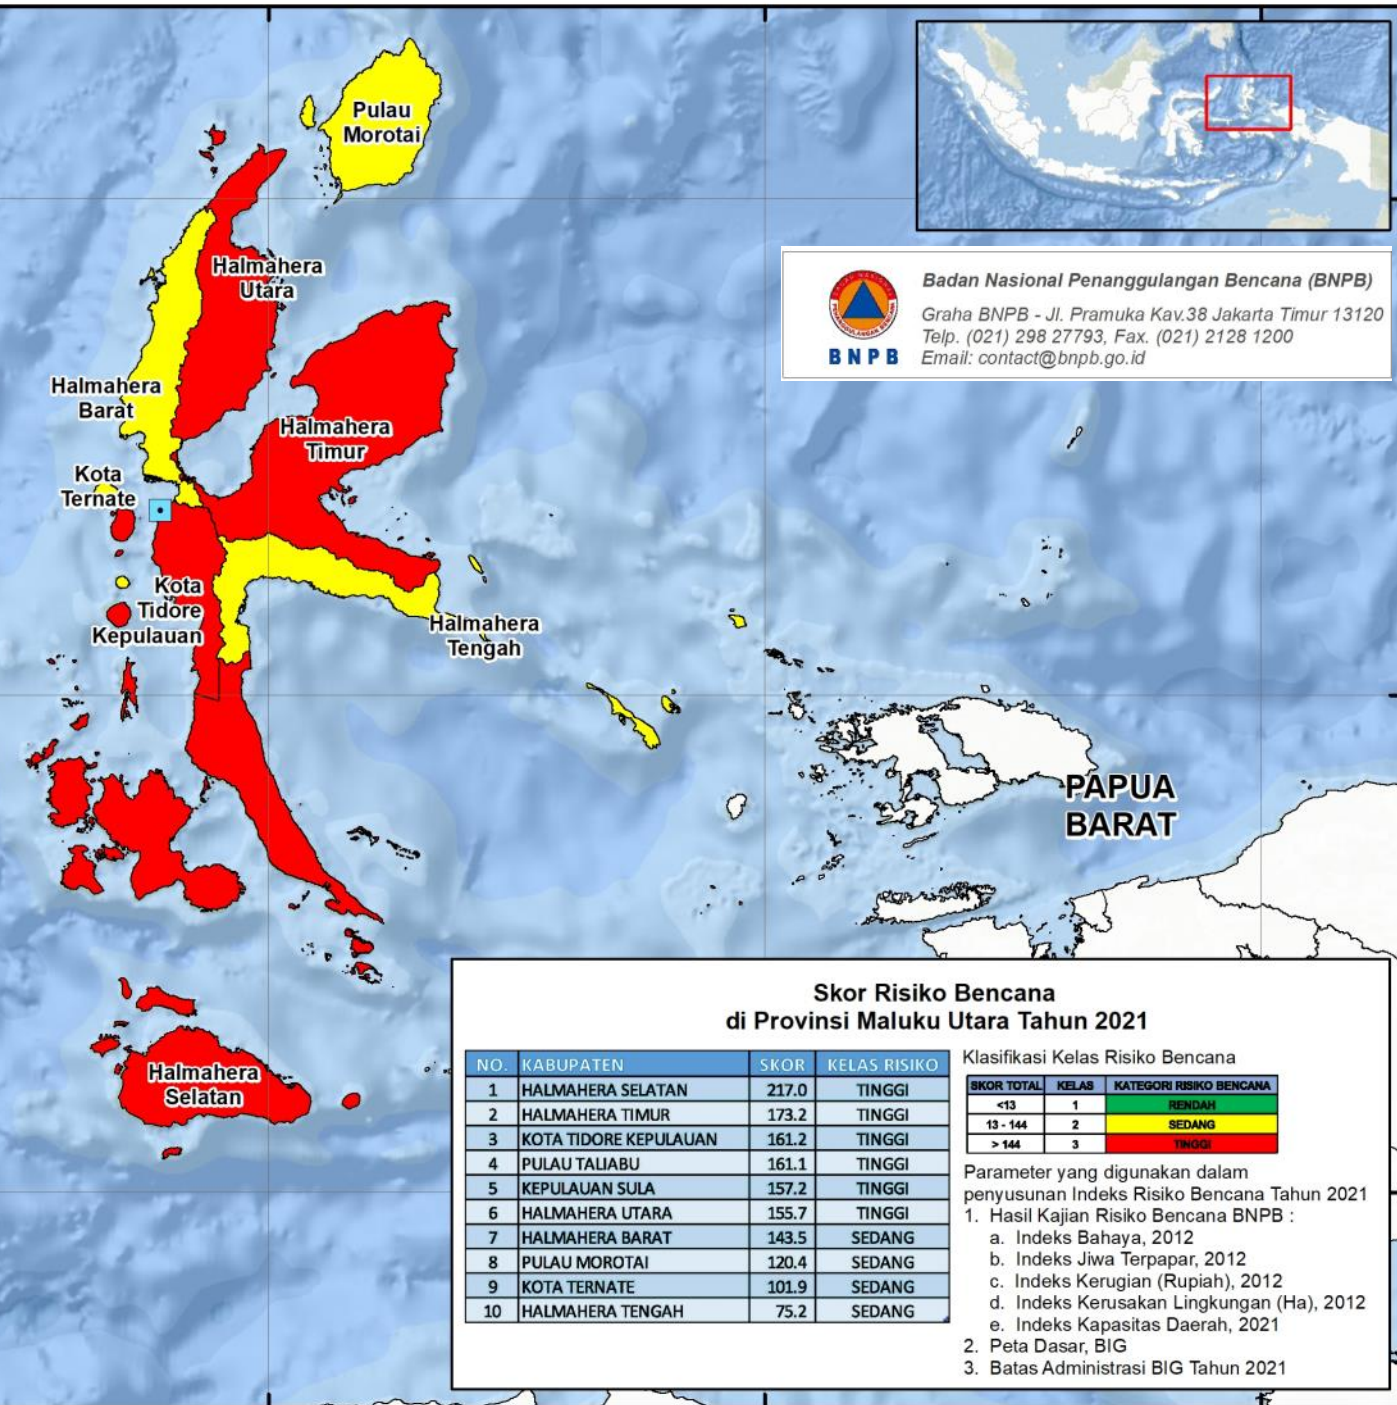 Pulau
Morotai
Halmahera
Utara
Halmahera
Barat
Halmahera
Timur
Kota
Ternate
Kota
Tidore
Kepulauan
Halmahera
Tengah
PAPUA
BARAT
Halmahera
Selatan
Badan Nasional Penanggulangan Bencana (BNPB)
Graha BNPB - Jl. Pramuka Kav.38 Jakarta Timur 13120
Telp. (021) 298 27793, Fax. (021) 2128 1200
Email: contact@bnpb.go.id
BNPB
Skor Risiko Bencana
di Provinsi Maluku Utara Tahun 2021
NO. KABUPATEN SKOR KELAS RISIKO
1 HALMAHERA SELATAN 217.0 TINGGI
2 HALMAHERA TIMUR 173.2 TINGGI
3 KOTA TIDORE KEPULAUAN 161.2 TINGGI
4 PULAU TALIABU 161.1 TINGGI
5 KEPULAUAN SULA 157.2 TINGGI
6 HALMAHERA UTARA 155.7 TINGGI
7 HALMAHERA BARAT 143.5 SEDANG
8 PULAU MOROTAI 120.4 SEDANG
9 KOTA TERNATE 101.9 SEDANG
10 HALMAHERA TENGAH 75.2 SEDANG
Klasifikasi Kelas Risiko Bencana
SKOR TOTAL KELAS KATEGORI RISIKO BENCANA
<13 1 RENDAH
13 - 144 2 SEDANG
> 144 3 TINGGI
Parameter yang digunakan dalam
penyusunan Indeks Risiko Bencana Tahun 2021
1. Hasil Kajian Risiko Bencana BNPB :
a. Indeks Bahaya, 2012
b. Indeks Jiwa Terpapar, 2012
c. Indeks Kerugian (Rupiah), 2012
d. Indeks Kerusakan Lingkungan (Ha), 2012
e. Indeks Kapasitas Daerah, 2021
2. Peta Dasar, BIG
3. Batas Administrasi BIG Tahun 2021